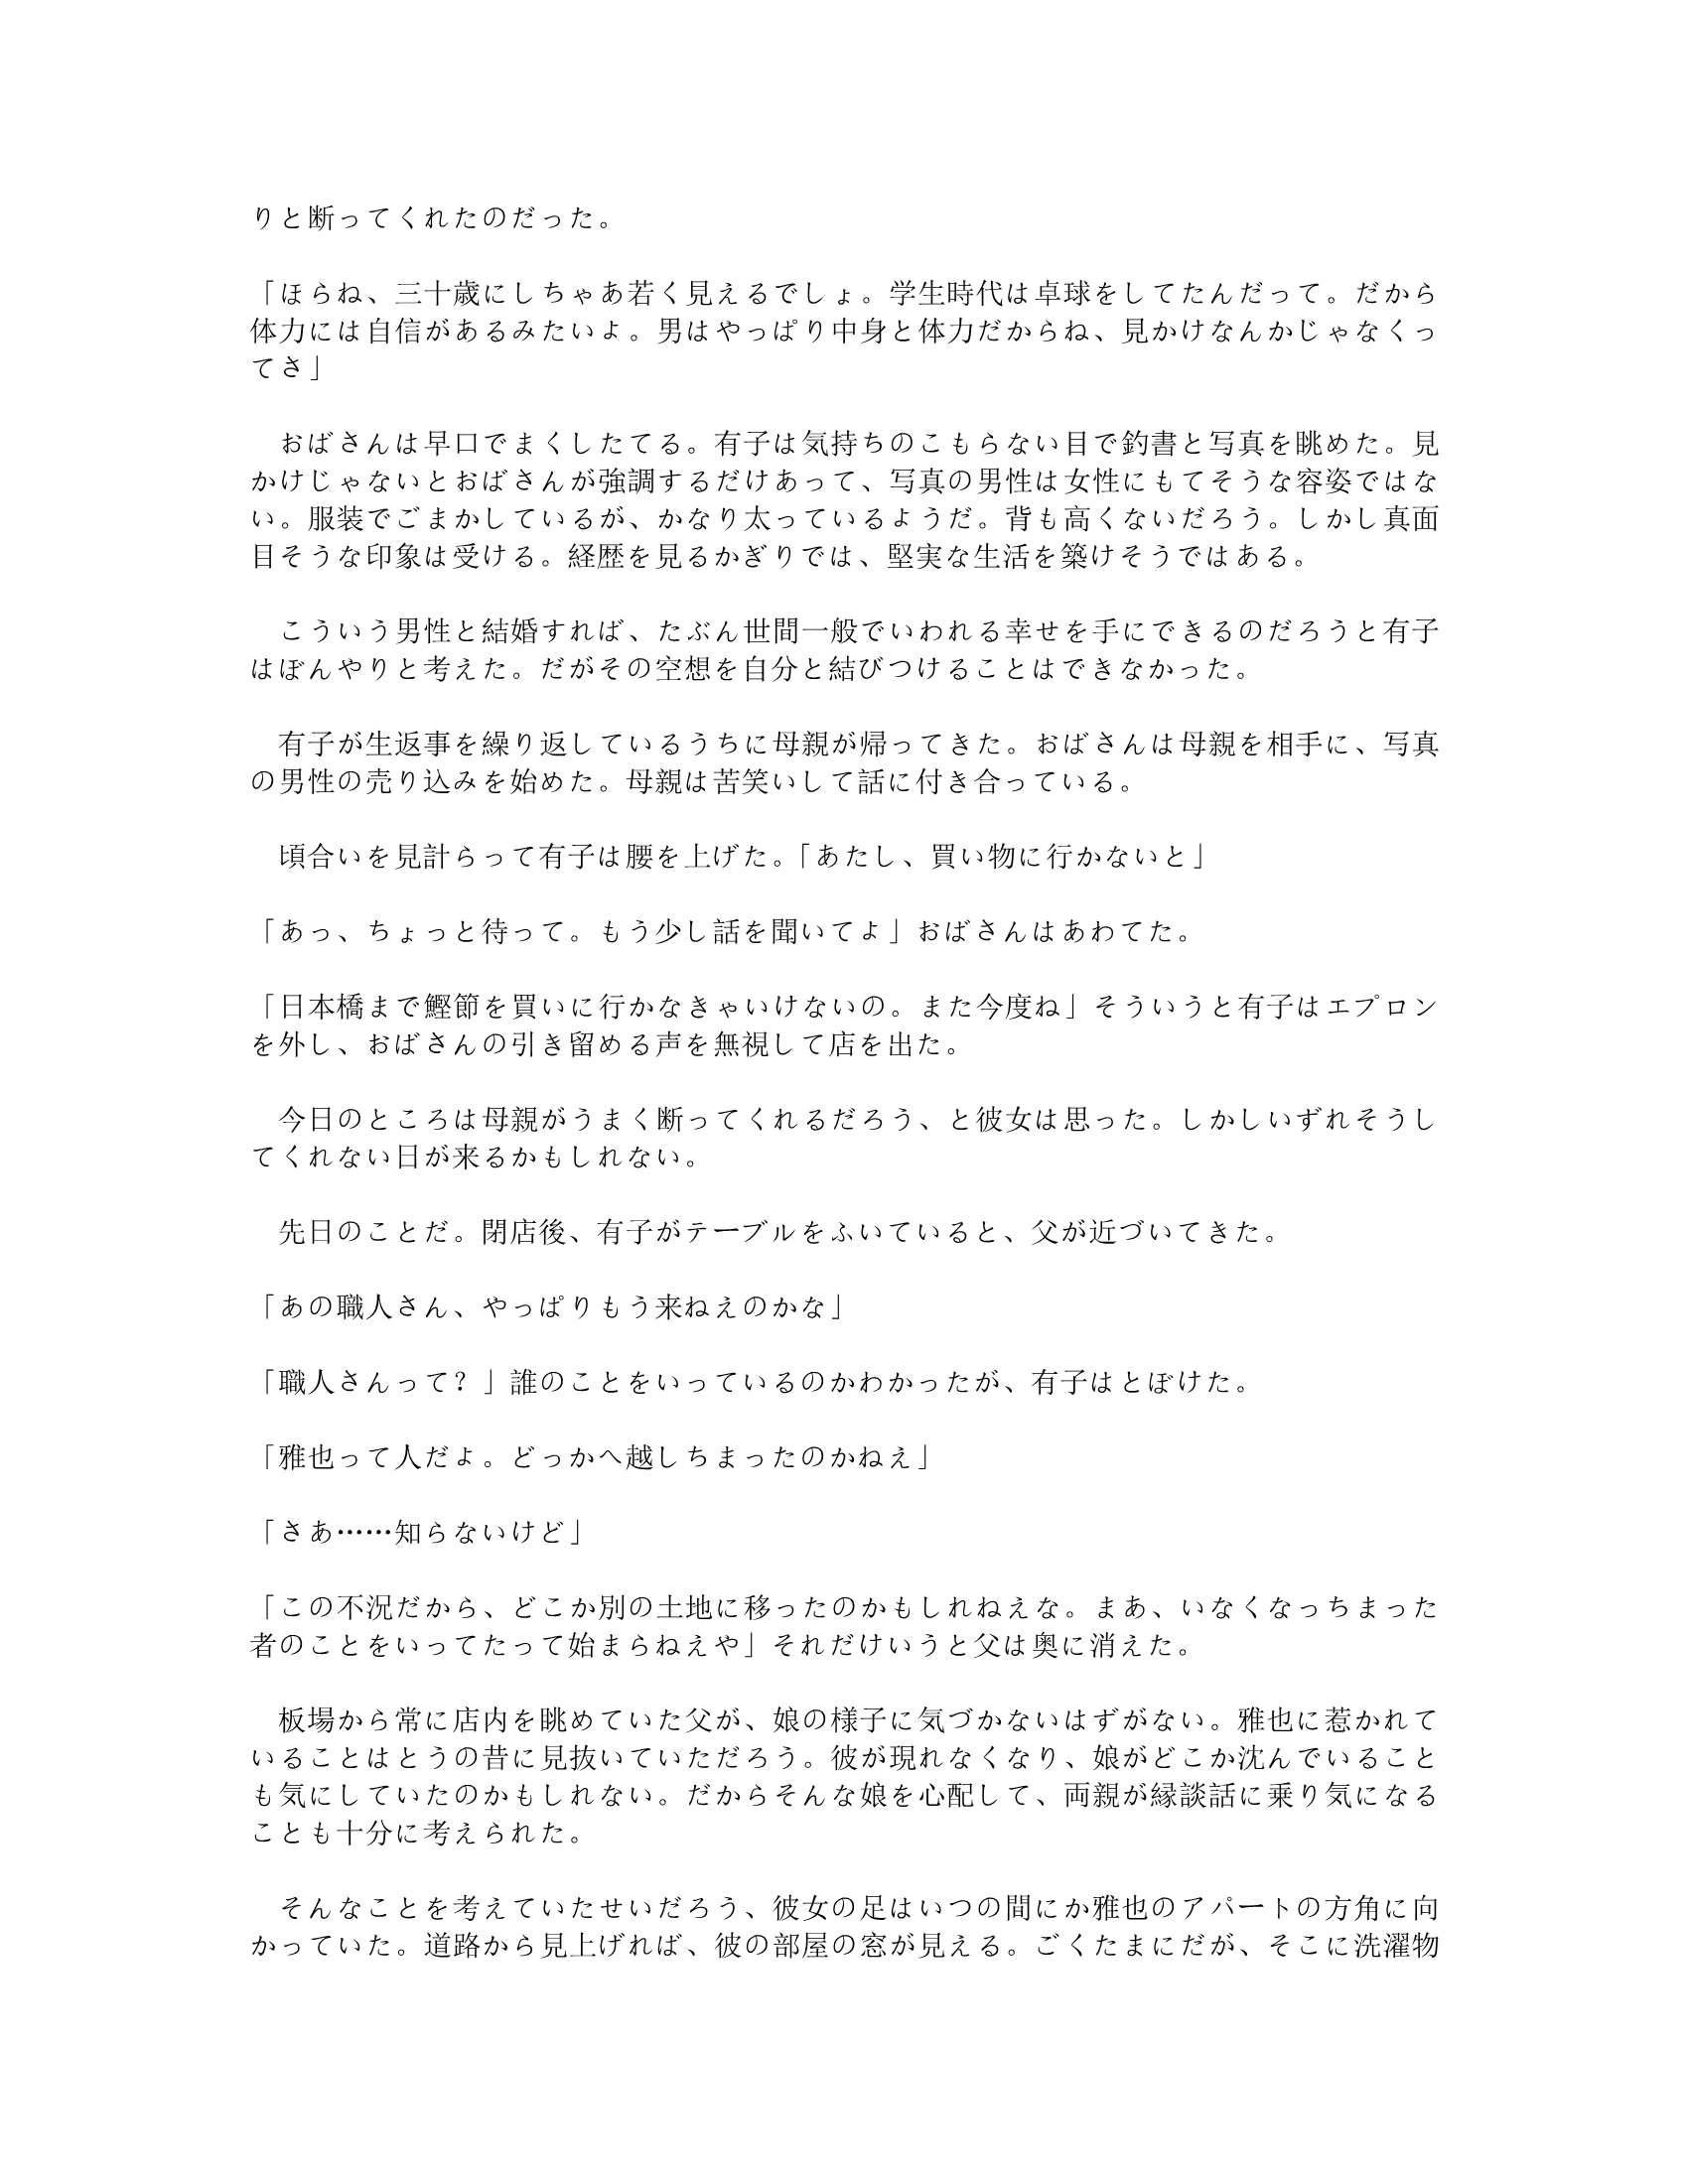 りと断ってくれたのだった。
「ほらね、三十歳にしちゃあ若く見えるでしょ。学生時代は卓球をしてたんだって。だから
体力には自信があるみたいよ。男はやっぱり中身と体力だからね、見かけなんかじゃなくっ
てさ」
　おばさんは早口でまくしたてる。有子は気持ちのこもらない目で釣書と写真を眺めた。見
かけじゃないとおばさんが強調するだけあって、写真の男性は女性にもてそうな容姿ではな
い。服装でごまかしているが、かなり太っているようだ。背も高くないだろう。しかし真面
目そうな印象は受ける。経歴を見るかぎりでは、堅実な生活を築けそうではある。
　こういう男性と結婚すれば、たぶん世間一般でいわれる幸せを手にできるのだろうと有子
はぼんやりと考えた。だがその空想を自分と結びつけることはできなかった。
　有子が生返事を繰り返しているうちに母親が帰ってきた。おばさんは母親を相手に、写真
の男性の売り込みを始めた。母親は苦笑いして話に付き合っている。
　頃合いを見計らって有子は腰を上げた。「あたし、買い物に行かないと」
「あっ、ちょっと待って。もう少し話を聞いてよ」おばさんはあわてた。
「日本橋まで鰹節を買いに行かなきゃいけないの。また今度ね」そういうと有子はエプロン
を外し、おばさんの引き留める声を無視して店を出た。
　今日のところは母親がうまく断ってくれるだろう、と彼女は思った。しかしいずれそうし
てくれない日が来るかもしれない。
　先日のことだ。閉店後、有子がテーブルをふいていると、父が近づいてきた。
「あの職人さん、やっぱりもう来ねえのかな」
「職人さんって？」誰のことをいっているのかわかったが、有子はとぼけた。
「雅也って人だよ。どっかへ越しちまったのかねえ」
「さあ……知らないけど」
「この不況だから、どこか別の土地に移ったのかもしれねえな。まあ、いなくなっちまった
者のことをいってたって始まらねえや」それだけいうと父は奥に消えた。
　板場から常に店内を眺めていた父が、娘の様子に気づかないはずがない。雅也に惹かれて
いることはとうの昔に見抜いていただろう。彼が現れなくなり、娘がどこか沈んでいること
も気にしていたのかもしれない。だからそんな娘を心配して、両親が縁談話に乗り気になる
ことも十分に考えられた。
　そんなことを考えていたせいだろう、彼女の足はいつの間にか雅也のアパートの方角に向
かっていた。道路から見上げれば、彼の部屋の窓が見える。ごくたまにだが、そこに洗濯物